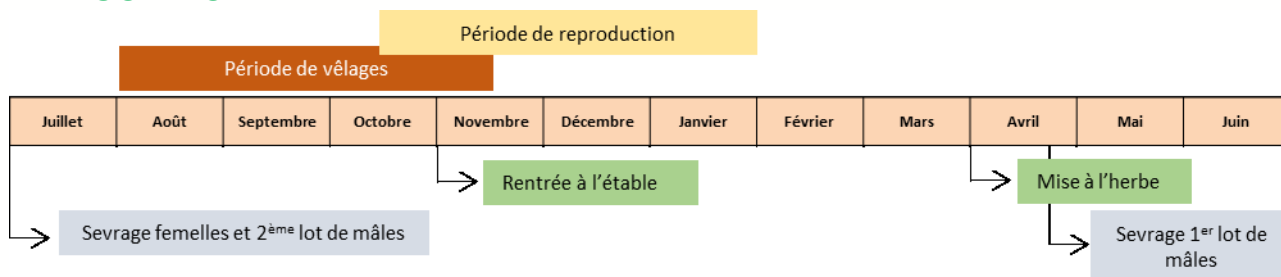 Période de reproduction
Période de vêlages
Juillet Août Septembre Octobre Novembre Décembre Janvier Février Mars Avril Mai Juin
Rentrée à l'étable
Mise à l'herbe
Sevrage femelles et 2ème lot de mâles
Sevrage 1er lot de
mâles